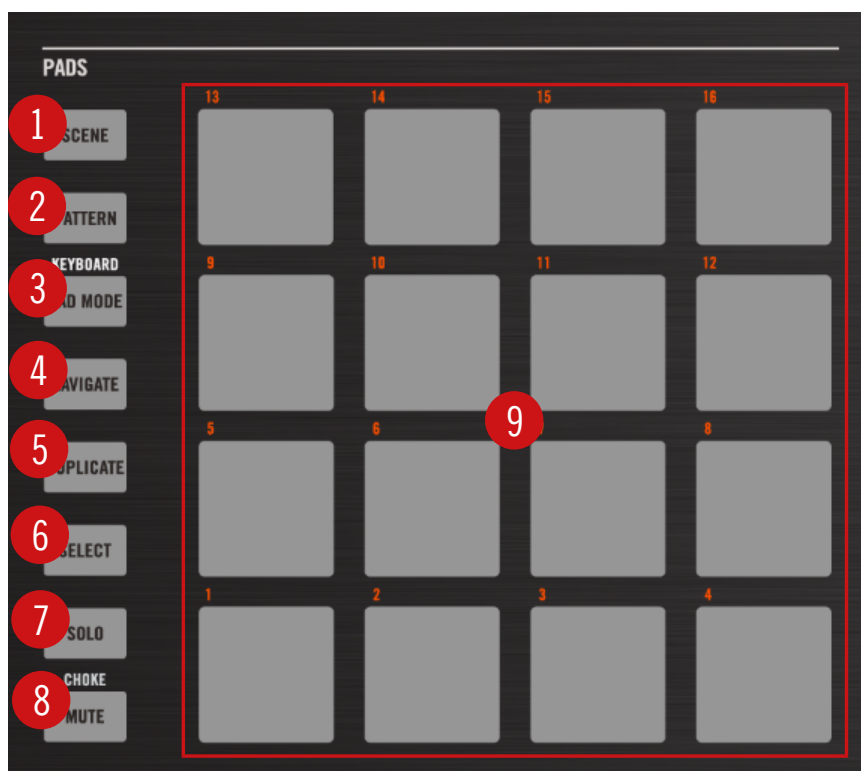 PADS
13 14 15 16
1 SCENE
2 ATTERN
KEYBOARD
9 10 11 12
3 AD MODE
4 AVIGATE
9
5 6 8
5 UPLICATE
6 SELECT
1 2 3 4
7 SOLO
CHOKE
8 MUTE